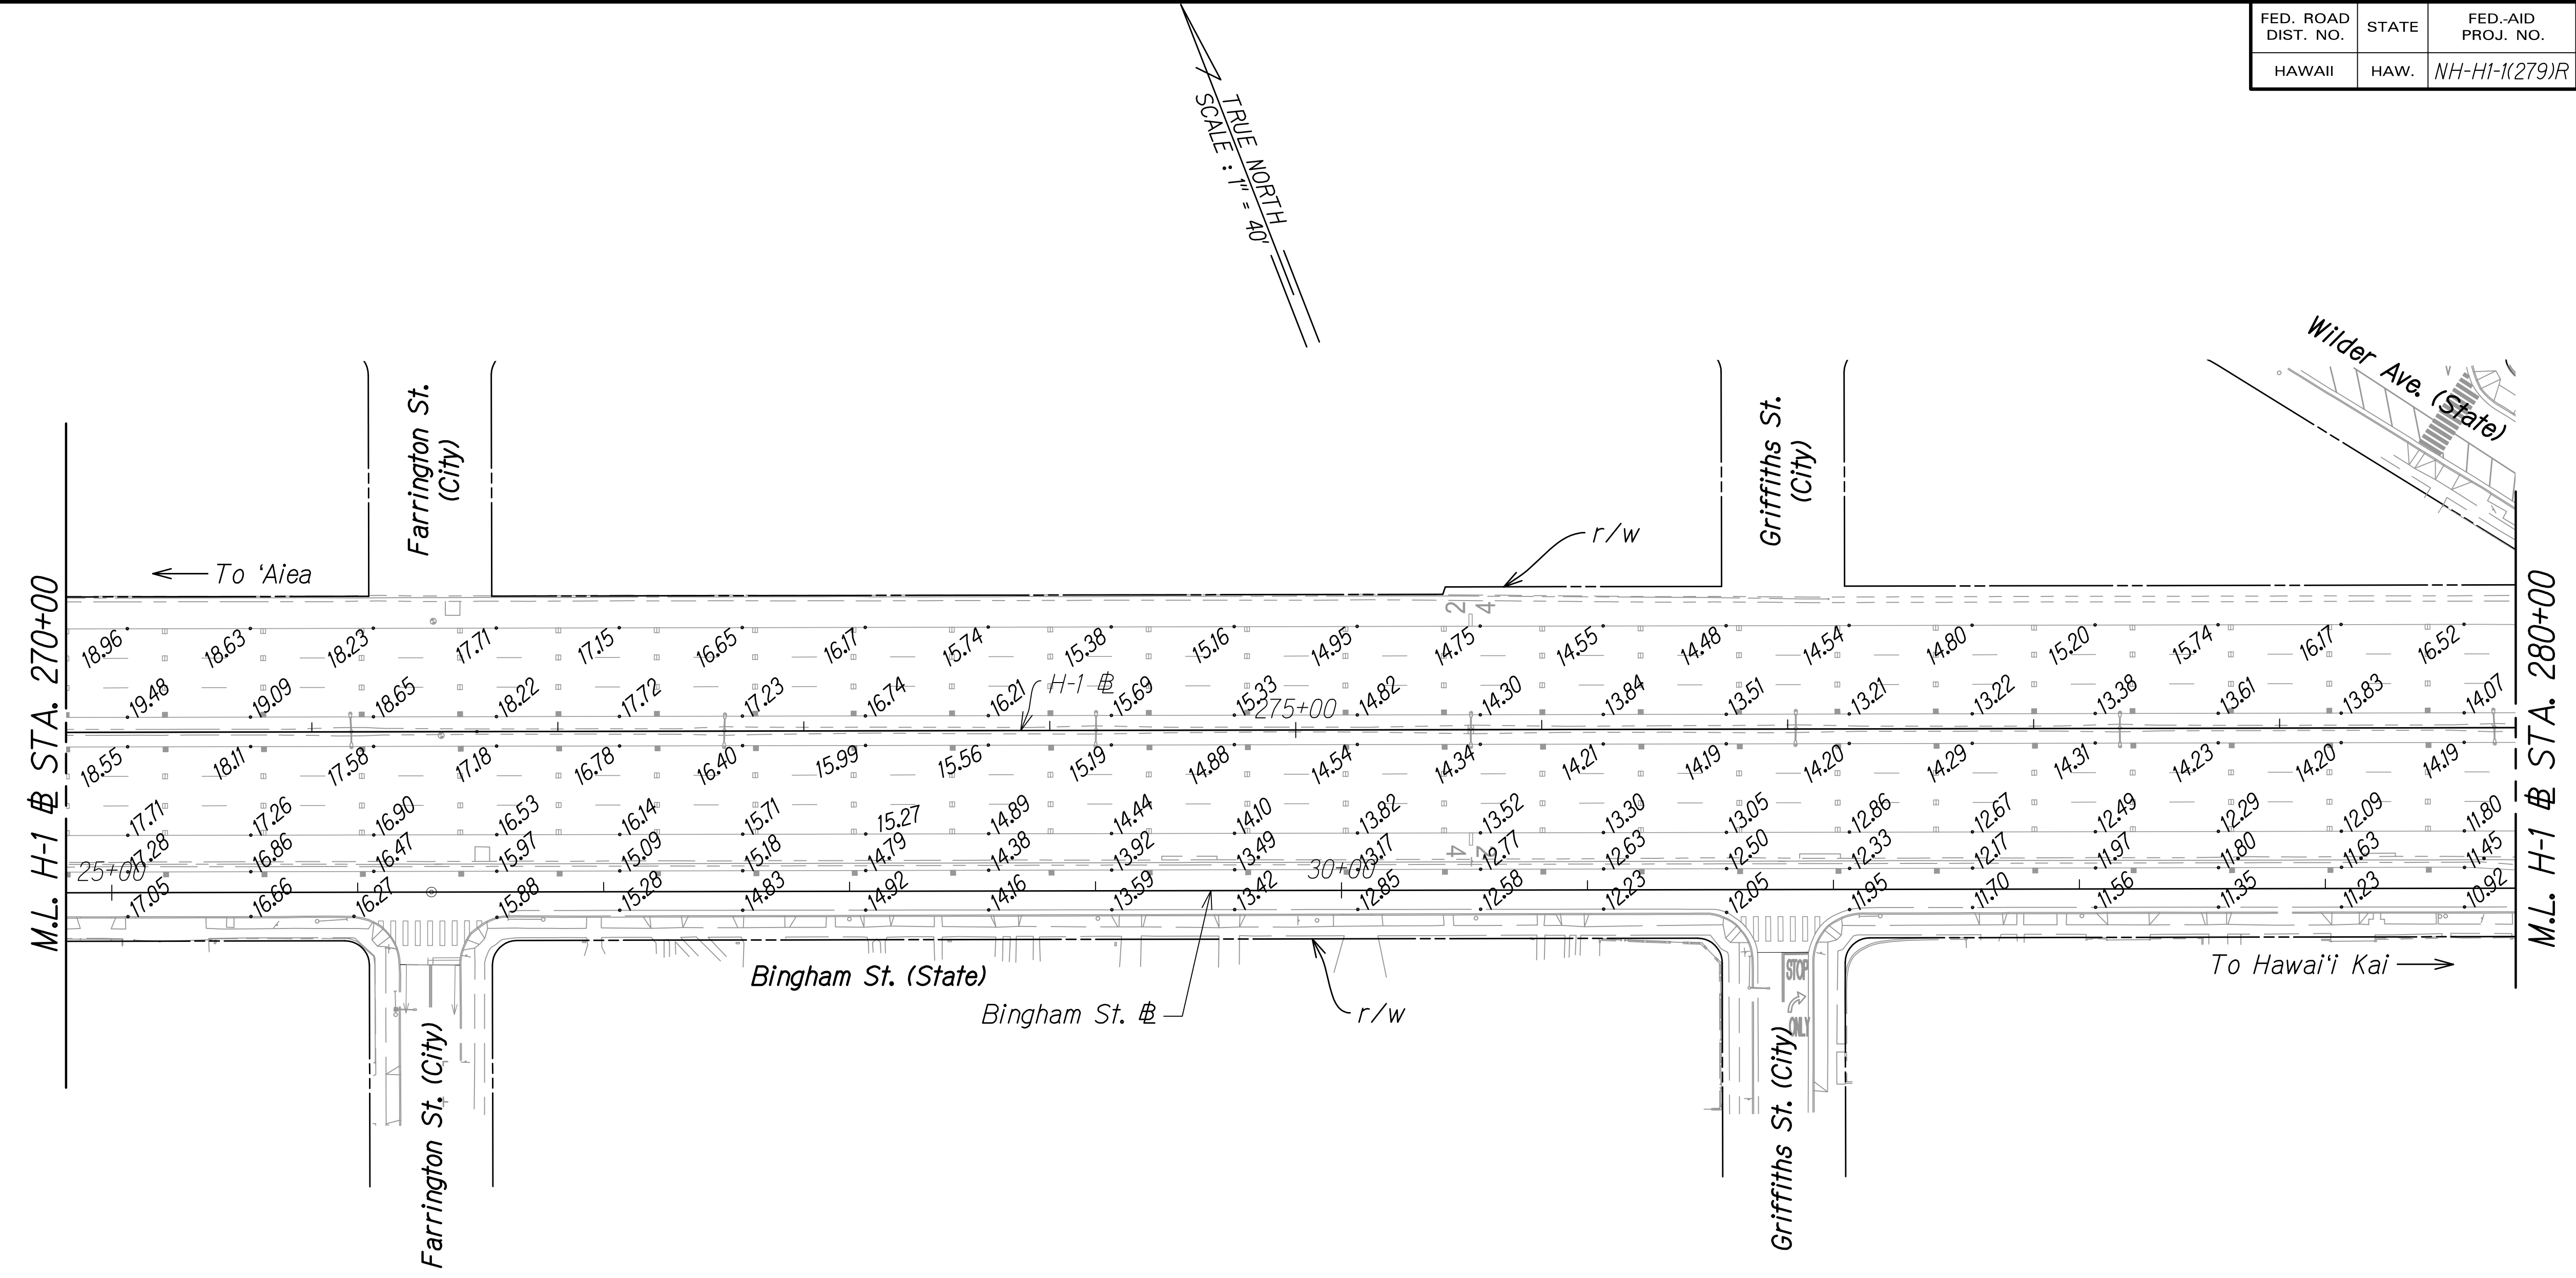 FED. ROAD DIST. NO. STATE FED.-AID PROJ. NO.
HAWAII HAW. NH-H1-1(279)R
TRUE NORTH
SCALE : 1" = 40'
Wilder Ave. (State)
Farrington St.
(City)
Griffiths St.
(City)
r/w
To ʻAiea
M.L. H-1 ℄ STA. 270+00
M.L. H-1 ℄ STA. 280+00
2 4
18.96 18.63 18.23 17.71 17.15 16.65 16.17 15.74 15.38 15.16 14.95 14.75 14.55 14.48 14.54 14.80 15.20 15.74 16.17 16.52
H-1 ℄
19.48 19.09 18.65 18.22 17.72 17.23 16.74 16.21 15.69 15.33 14.82 14.30 13.84 13.51 13.21 13.22 13.38 13.61 13.83 14.07
275+00
18.55 18.11 17.58 17.18 16.78 16.40 15.99 15.56 15.19 14.88 14.54 14.34 14.21 14.19 14.20 14.29 14.31 14.23 14.20 14.19
17.71 17.26 16.90 16.53 16.14 15.71 15.27 14.89 14.44 14.10 13.82 13.52 13.30 13.05 12.86 12.67 12.49 12.29 12.09 11.80
17.28 16.86 16.47 15.97 15.09 15.18 14.79 14.38 13.92 13.49 13.17 12.77 12.63 12.50 12.33 12.17 11.97 11.80 11.63 11.45
4 2
25+00 30+00
17.05 16.66 16.27 15.88 15.28 14.83 14.92 14.16 13.59 13.42 12.85 12.58 12.23 12.05 11.95 11.70 11.56 11.35 11.23 10.92
Bingham St. (State)
Bingham St. ℄
r/w
STOP
ONLY
To Hawaiʻi Kai
Farrington St. (City)
Griffiths St. (City)